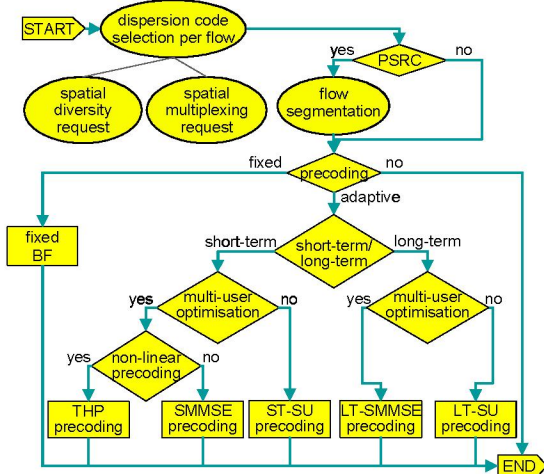 START
dispersion code
selection per flow
yes
PSRC
no
spatial
diversity
request
spatial
multiplexing
request
flow
segmentation
fixed
precoding
no
adaptive
fixed
BF
short-term
short-term/
long-term
long-term
yes
multi-user
optimisation
no
yes
multi-user
optimisation
no
yes
non-linear
precoding
no
THP
precoding
SMMSE
precoding
ST-SU
precoding
LT-SMMSE
precoding
LT-SU
precoding
END